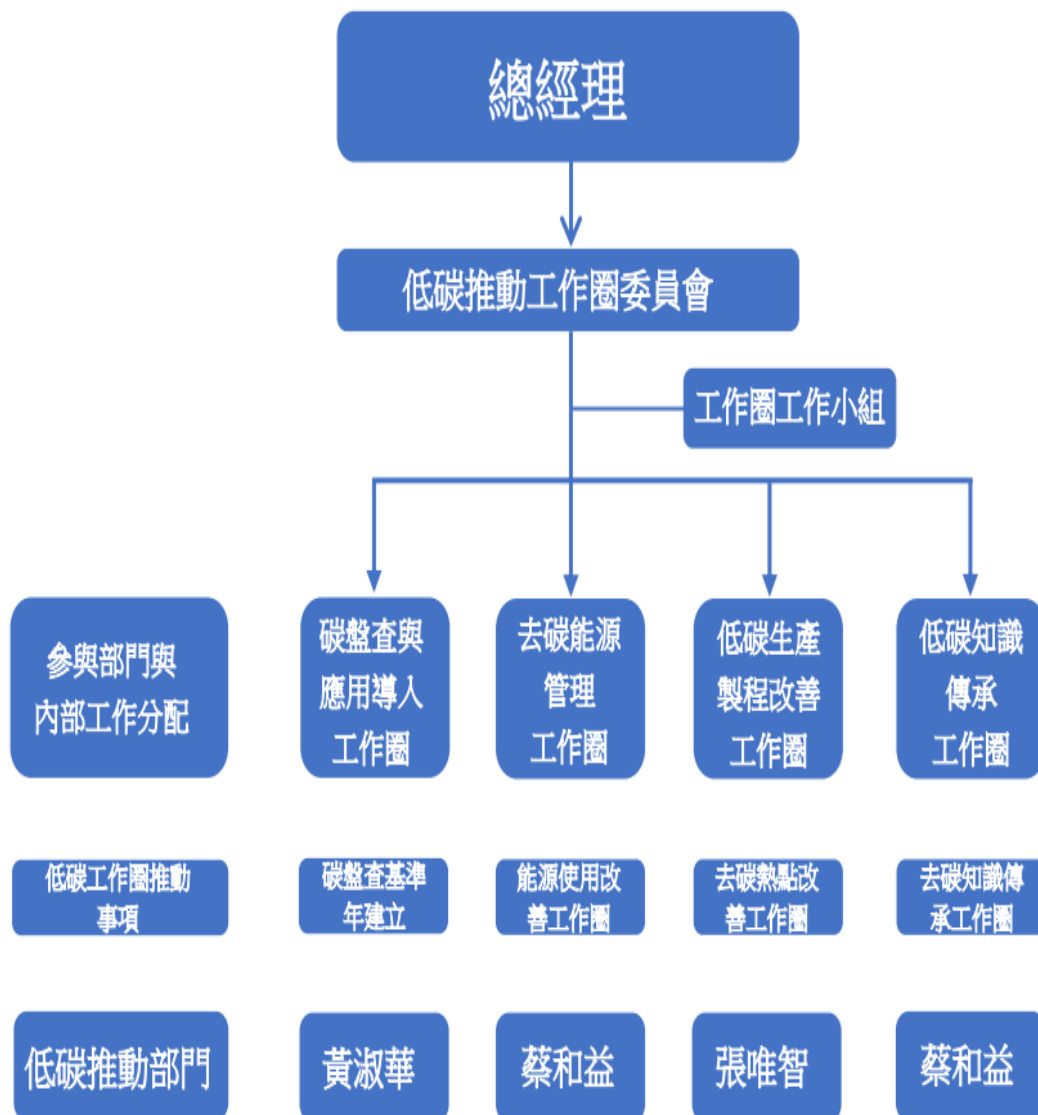 總經理
低碳推動工作圈委員會
工作圈工作小組
參與部門與
內部工作分配
碳盤查與
應用導入
工作圈
去碳能源
管理
工作圈
低碳生產
製程改善
工作圈
低碳知識
傳承
工作圈
低碳工作圈推動
事項
碳盤查基準
年建立
能源使用改
善工作圈
去碳熱點改
善工作圈
去碳知識傳
承工作圈
低碳推動部門
黃淑華
蔡和益
張唯智
蔡和益